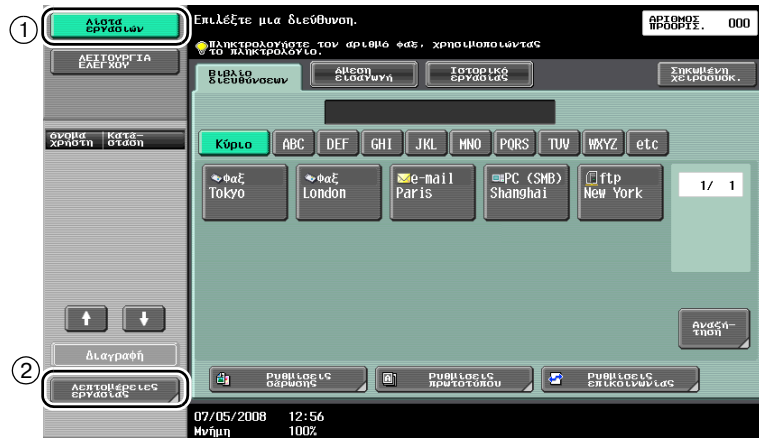 1
Λίστα
εργασιών
ΛΕΙΤΟΥΡΓΙΑ
ΕΛΕΓΧΟΥ
όνομα
χρήστη
Κατά-
σταση
Διαγραφή
2
Λεπτομέρειες
εργασίας
Επιλέξτε μια διεύθυνση.
ΑΡΙΘΜΟΣ
ΠΡΟΟΡΙΣ.
000
Πληκτρολογήστε τον αριθμό φαξ, χρησιμοποιώντας
το πληκτρολόγιο.
Βιβλίο
διευθύνσεων
άμεση
εισαγωγή
Ιστορικό
εργασίας
Σηκωμένη
χειροσυσκ.
Κύριο
ABC
DEF
GHI
JKL
MNO
PQRS
TUV
WXYZ
etc
Φαξ
Tokyo
Φαξ
London
e-mail
Paris
PC (SMB)
Shanghai
ftp
New York
1/ 1
Αναζή-
τηση
Ρυθμίσεις
σάρωσης
Ρυθμίσεις
πρωτοτύπου
Ρυθμίσεις
επικοινωνίας
07/05/2008 12:56
Μνήμη 100%